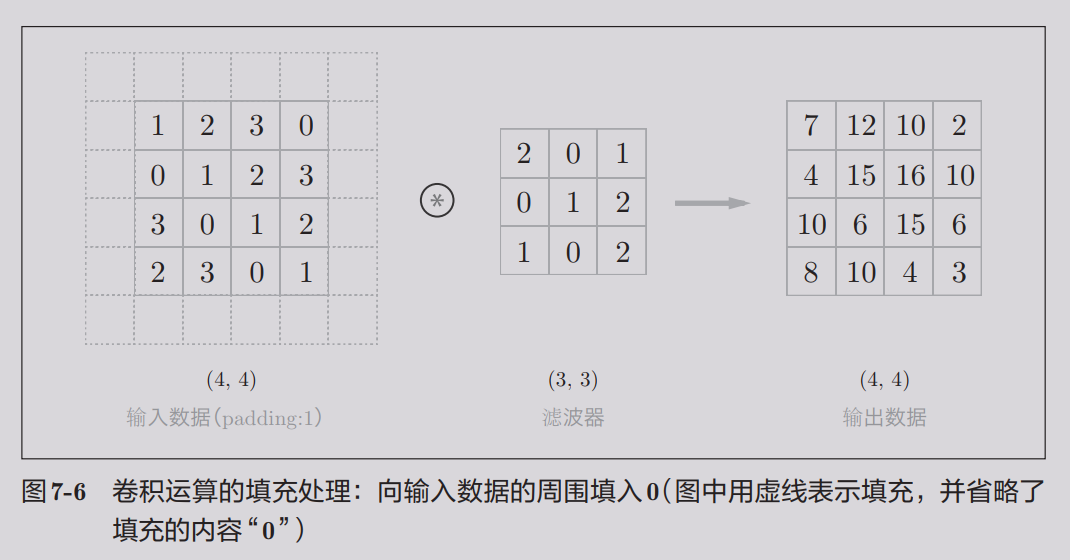 1 2 3 0
0 1 2 3
3 0 1 2
2 3 0 1
(4, 4)
输入数据(padding:1)
*
2 0 1
0 1 2
1 0 2
(3, 3)
滤波器
7 12 10 2
4 15 16 10
10 6 15 6
8 10 4 3
(4, 4)
输出数据
图7-6 卷积运算的填充处理：向输入数据的周围填入0(图中用虚线表示填充，并省略了
填充的内容“0”)